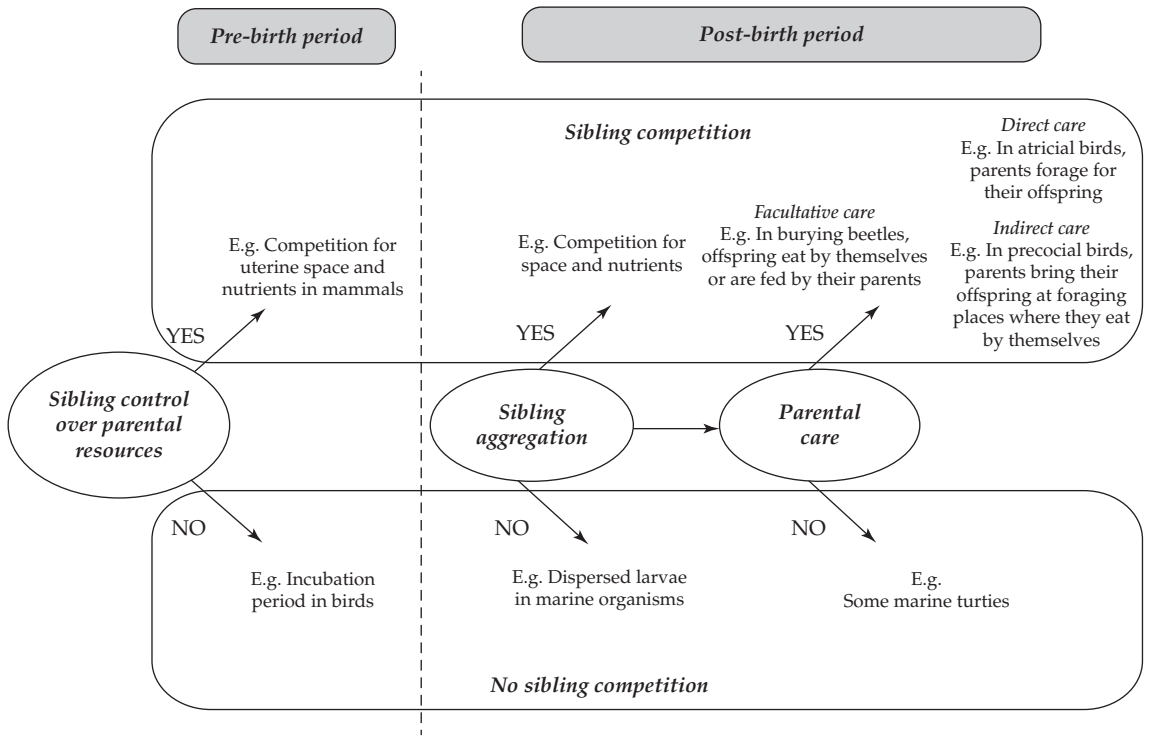 Pre-birth period
Post-birth period
Sibling competition
E.g. Competition for
uterine space and
nutrients in mammals
E.g. Competition for
space and nutrients
Facultative care
E.g. In burying beetles,
offspring eat by themselves
or are fed by their parents
Direct care
E.g. In atricial birds,
parents forage for
their offspring
Indirect care
E.g. In precocial birds,
parents bring their
offspring at foraging
places where they eat
by themselves
YES
YES
YES
Sibling control
over parental
resources
Sibling
aggregation
Parental
care
NO
NO
NO
E.g. Incubation
period in birds
E.g. Dispersed larvae
in marine organisms
E.g.
Some marine turties
No sibling competition